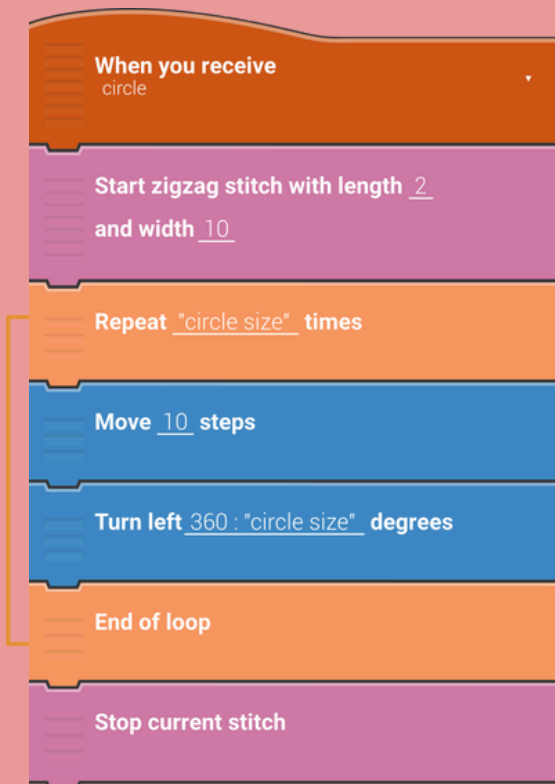 When you receive
circle
Start zigzag stitch with length 2
and width 10
Repeat "circle size" times
Move 10 steps
Turn left 360 : "circle size" degrees
End of loop
Stop current stitch